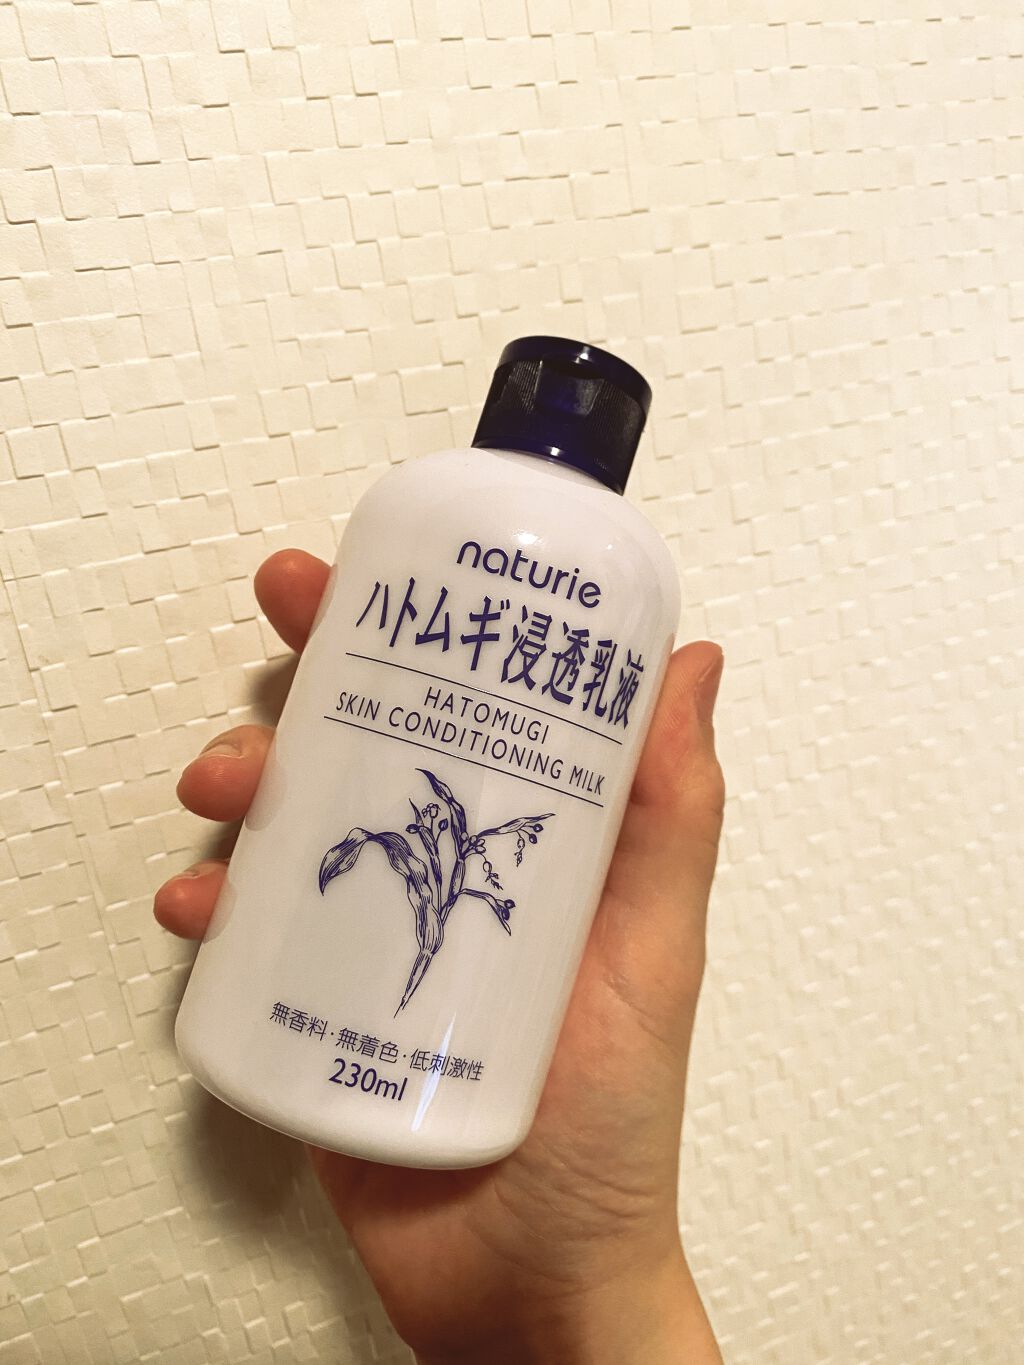 naturie
ハトムギ浸透乳液
HATOMUGI
SKIN CONDITIONING MILK
無香料·無着色·低刺激性
230ml